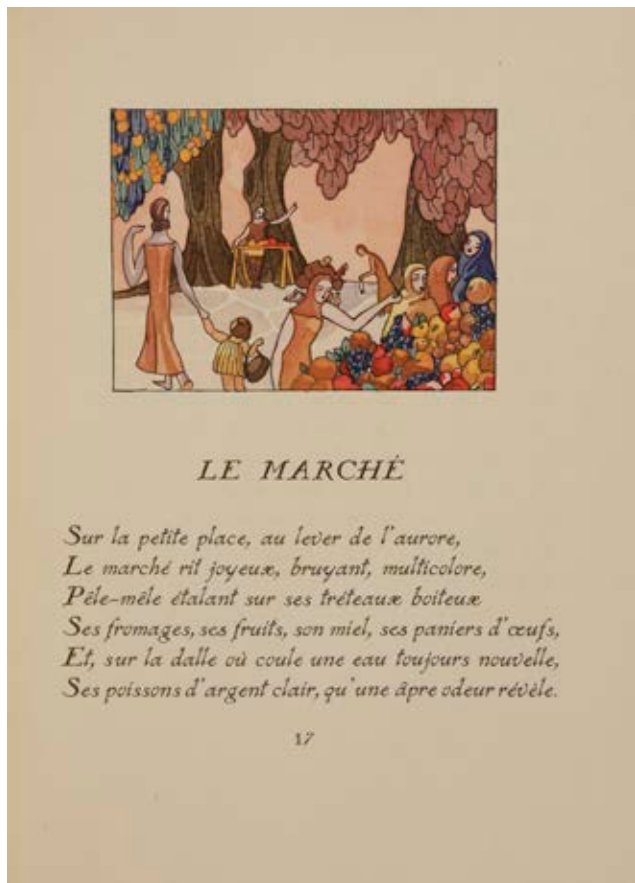 LE MARCHÉ
Sur la petite place, au lever de l'aurore,
Le marché rit joyeux, bruyant, multicolore,
Pêle-mêle étalant sur ses tréteaux boiteux
Ses fromages, ses fruits, son miel, ses paniers d'œufs,
Et, sur la dalle où coule une eau toujours nouvelle,
Ses poissons d'argent clair, qu'une âpre odeur révèle.
17